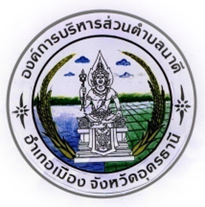 องค์การบริหารส่วนตำบลนาดี
อำเภอเมือง จังหวัดอุดรธานี